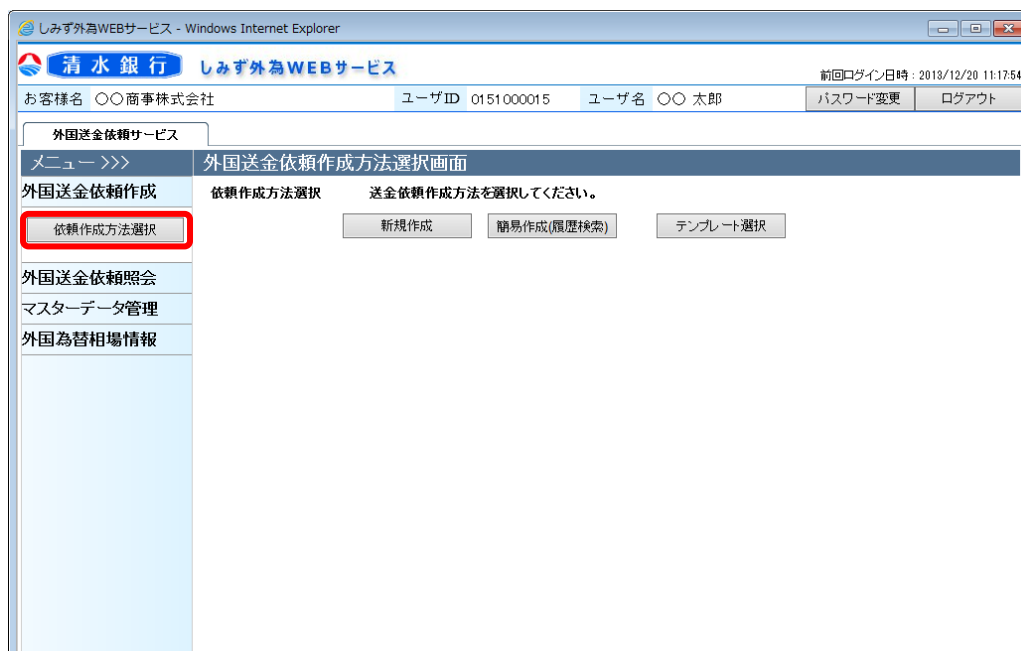 しみず外為WEBサービス - Windows Internet Explorer
清水銀行 しみず外為WEBサービス
前回ログイン日時 : 2013/12/20 11:17:54
お客様名 〇〇商事株式会社 ユーザID 0151000015 ユーザ名 〇〇 太郎 パスワード変更 ログアウト
外国送金依頼サービス
メニュー >>> 外国送金依頼作成方法選択画面
外国送金依頼作成 依頼作成方法選択 送金依頼作成方法を選択してください。
依頼作成方法選択 新規作成 簡易作成(履歴検索) テンプレート選択
外国送金依頼照会
マスターデータ管理
外国為替相場情報